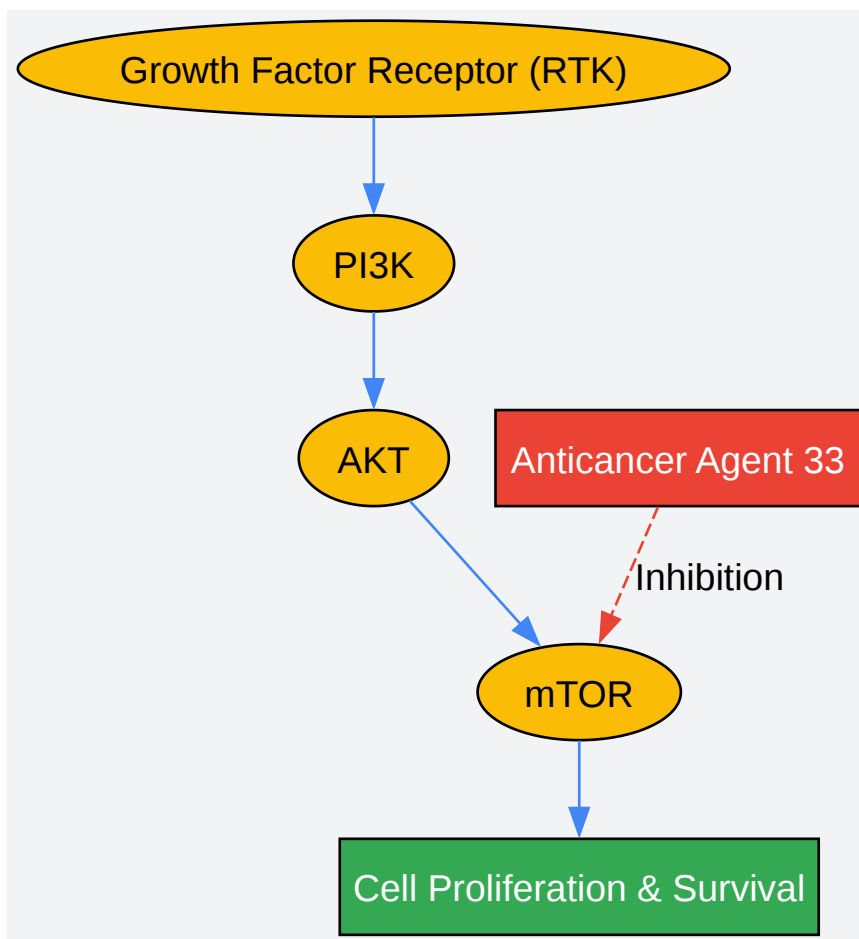 Growth Factor Receptor (RTK)
PI3K
AKT
Anticancer Agent 33
Inhibition
mTOR
Cell Proliferation & Survival